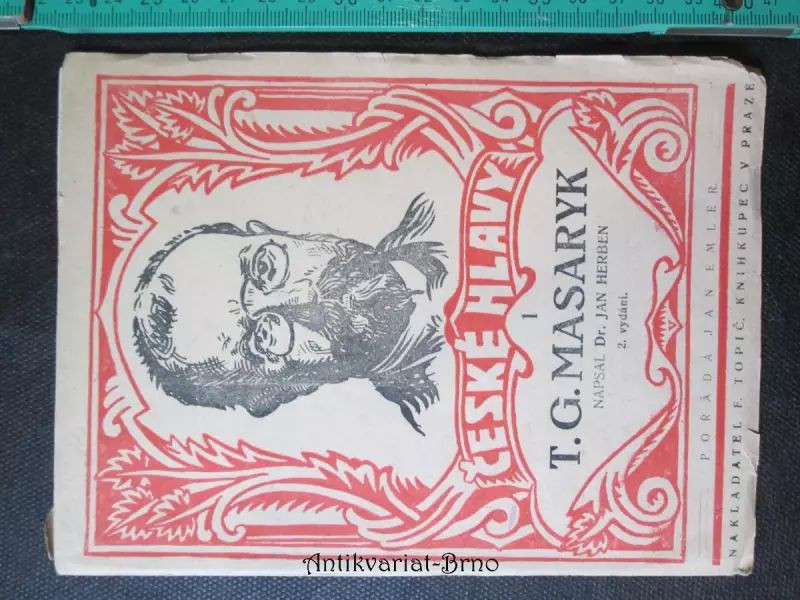 ČESKÉ HLAVY
1
T. G. MASARYK
NAPSAL Dr. JAN HERBEN
2. vydání.
POŘÁDÁ JAN EMLER
NAKLADATEL F. TOPIČ, KNIHKUPEC V PRAZE
Antikvariat-Brno